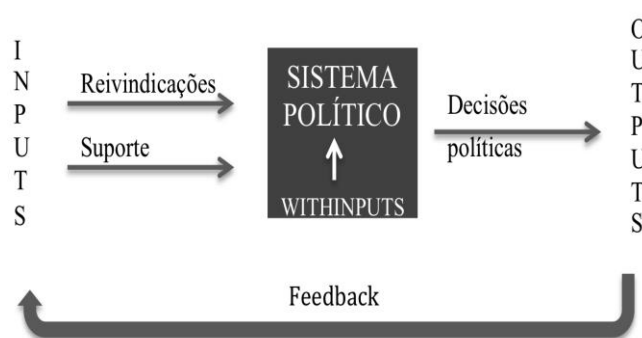 INPUTS
Reivindicações
Suporte
SISTEMA
POLÍTICO
WITHINPUTS
Decisões
políticas
OUTPUTS
Feedback